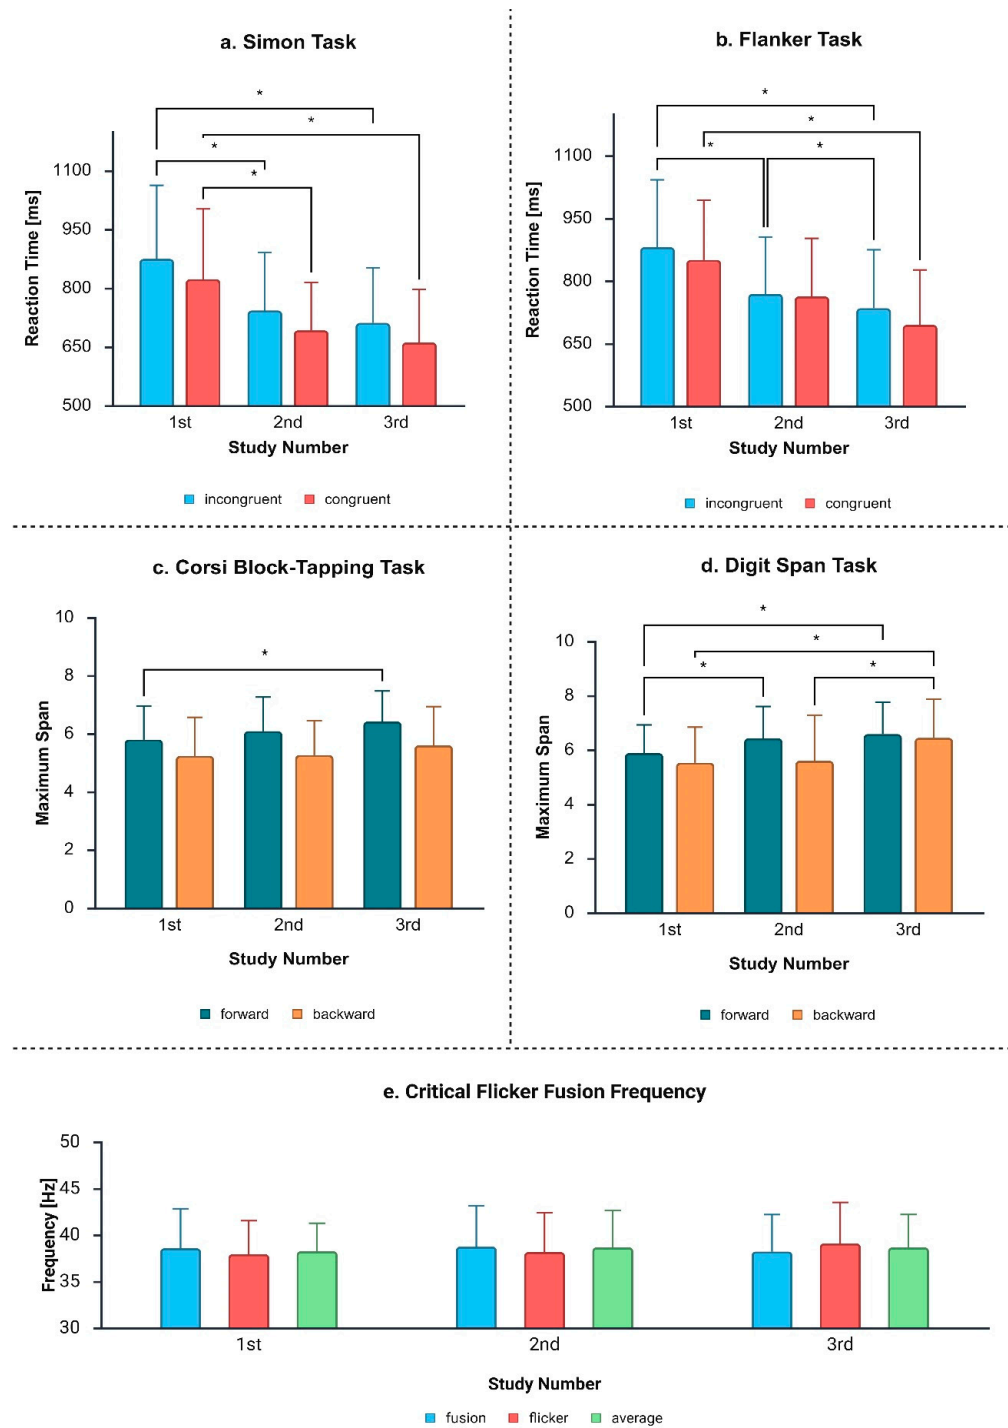 a. Simon Task
*
*
*
*
Reaction Time [ms]
1100
950
800
650
500
1st 2nd 3rd
Study Number
incongruent congruent
b. Flanker Task
*
*
*
*
Reaction Time [ms]
1100
950
800
650
500
1st 2nd 3rd
Study Number
incongruent congruent
c. Corsi Block-Tapping Task
*
Maximum Span
10
8
6
4
2
0
1st 2nd 3rd
Study Number
forward backward
d. Digit Span Task
*
*
*
*
Maximum Span
10
8
6
4
2
0
1st 2nd 3rd
Study Number
forward backward
e. Critical Flicker Fusion Frequency
Frequency [Hz]
50
45
40
35
30
1st 2nd 3rd
Study Number
fusion flicker average